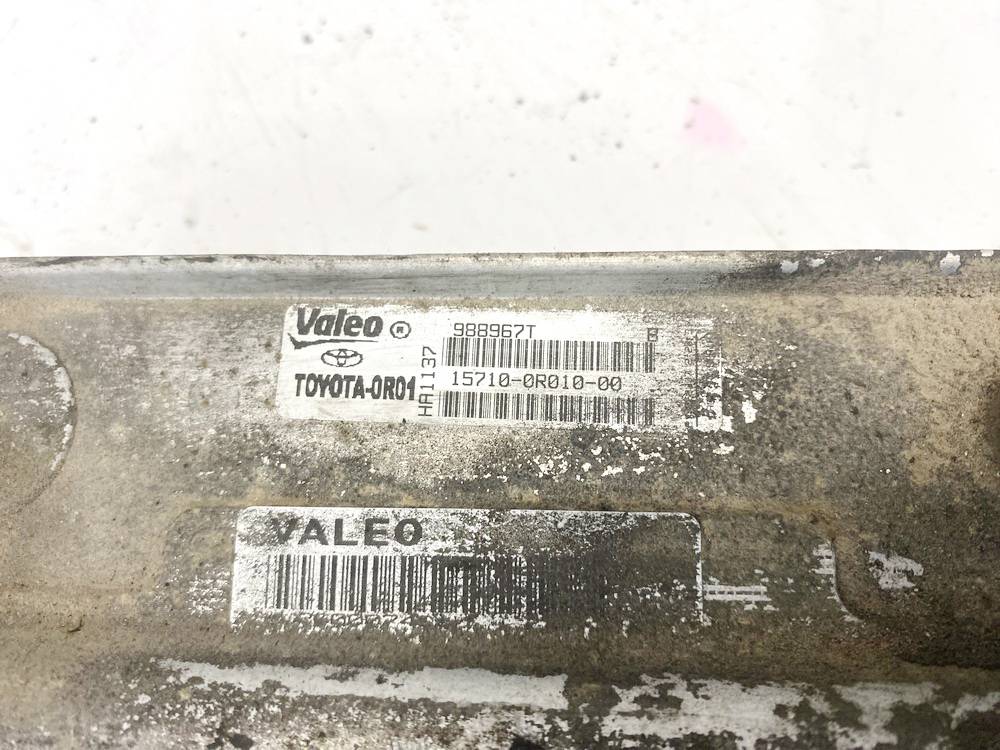 Valeo ®
TOYOTA-0R01
HA1137
988967T
B
15710-0R010-00
VALEO